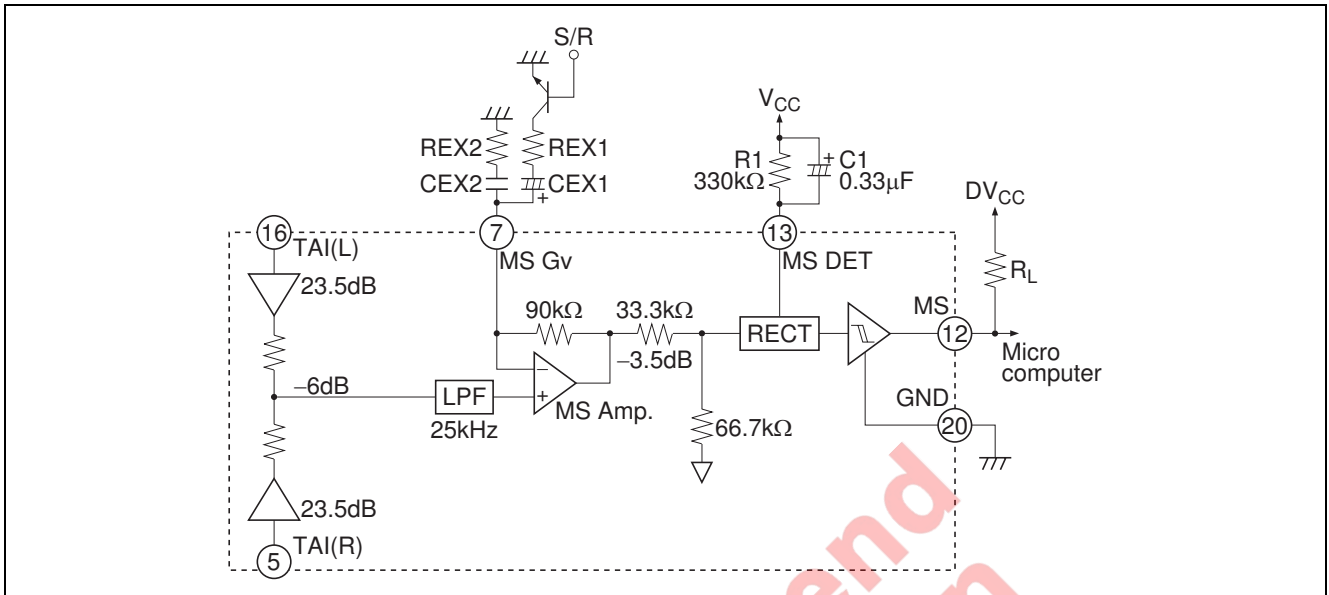 S/R
REX2
REX1
CEX2
CEX1
+
VCC
R1
330kΩ
+
C1
0.33μF
DVCC
RL
16
TAI(L)
23.5dB
7
MS Gv
13
MS DET
90kΩ
33.3kΩ
–3.5dB
RECT
MS
12
Micro
computer
–6dB
LPF
25kHz
–
+
MS Amp.
66.7kΩ
GND
20
23.5dB
TAI(R)
5
end